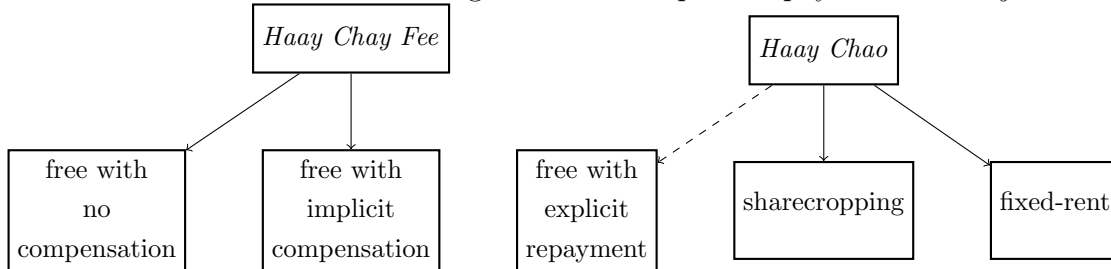 Haay Chay Fee
Haay Chao
free with
no
compensation
free with
implicit
compensation
free with
explicit
repayment
sharecropping
fixed-rent